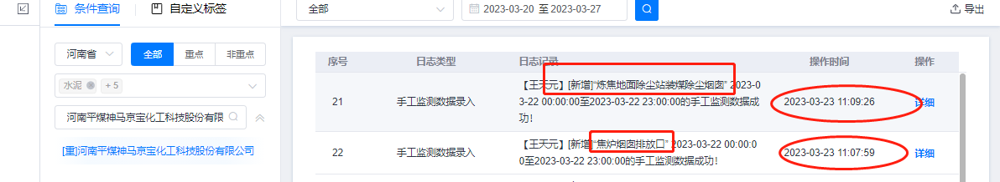 条件查询
自定义标签
全部
2023-03-20 至 2023-03-27
导出
河南省
全部
重点
非重点
水泥
+ 5
河南平煤神马京宝化工科技股份有限
[重]河南平煤神马京宝化工科技股份有限公司
序号 日志类型 日志记录 操作时间 操作
21 手工监测数据录入
【王天元】[新增]“炼焦地面除尘站装煤除尘烟囱” 2023-0
3-22 00:00:00至2023-03-22 23:00:00的手工监测数据成
功!
2023-03-23 11:09:26 详细
22 手工监测数据录入
【王天元】[新增]“焦炉烟囱排放口” 2023-03-22 00:00:0
0至2023-03-22 23:00:00的手工监测数据成功!
2023-03-23 11:07:59 详细